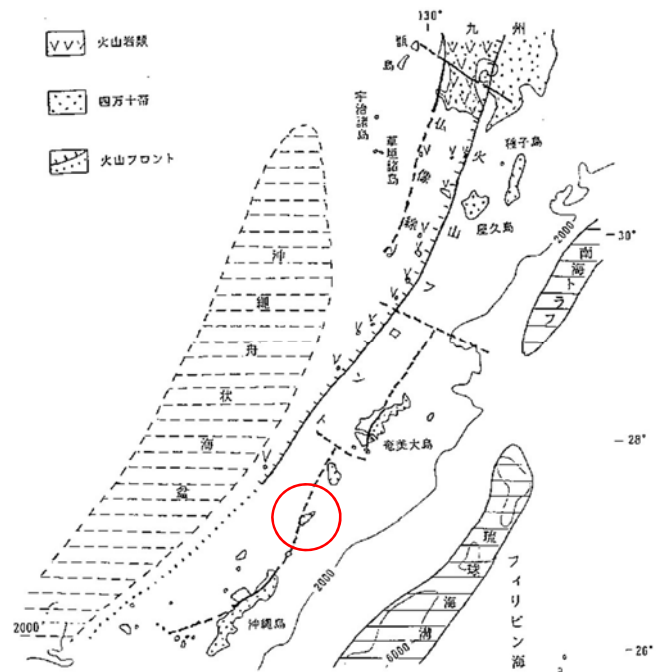 火山岩類
四万十帯
火山フロント
130°
九州
甑島
宇治諸島
草垣諸島
仏像線
火山フロント
種子島
屋久島
2000
30°
南海トラフ
沖縄舟状海盆
奄美大島
28°
琉球海溝
フィリピン海
2000
6000
沖縄島
2000
26°